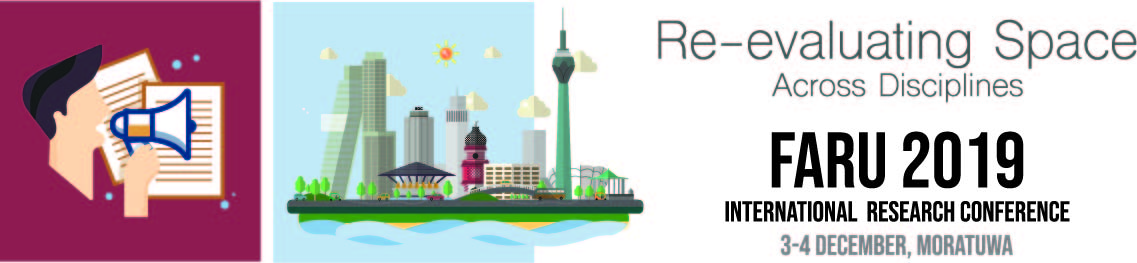 Re-evaluating Space
Across Disciplines
FARU 2019
INTERNATIONAL RESEARCH CONFERENCE
3-4 DECEMBER, MORATUWA